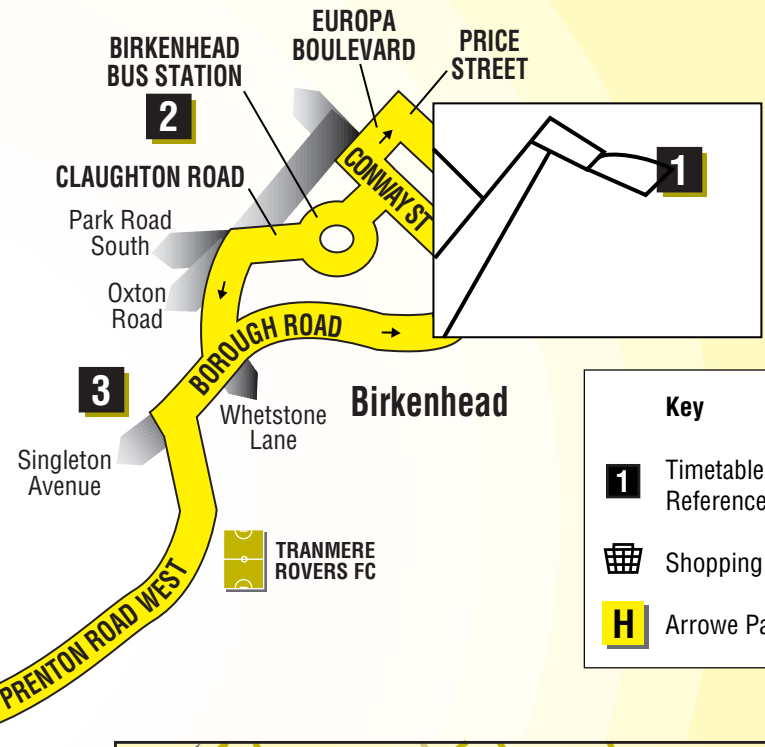 EUROPA
BOULEVARD
PRICE
STREET
BIRKENHEAD
BUS STATION
2
1
CONWAY ST
CLAUGHTON ROAD
Park Road
South
Oxton
Road
BOROUGH ROAD
3
Whetstone
Lane
Birkenhead
Singleton
Avenue
TRANMERE
ROVERS FC
PRENTON ROAD WEST
Key
1
Timetable
Reference
Shopping
H
Arrowe Pa